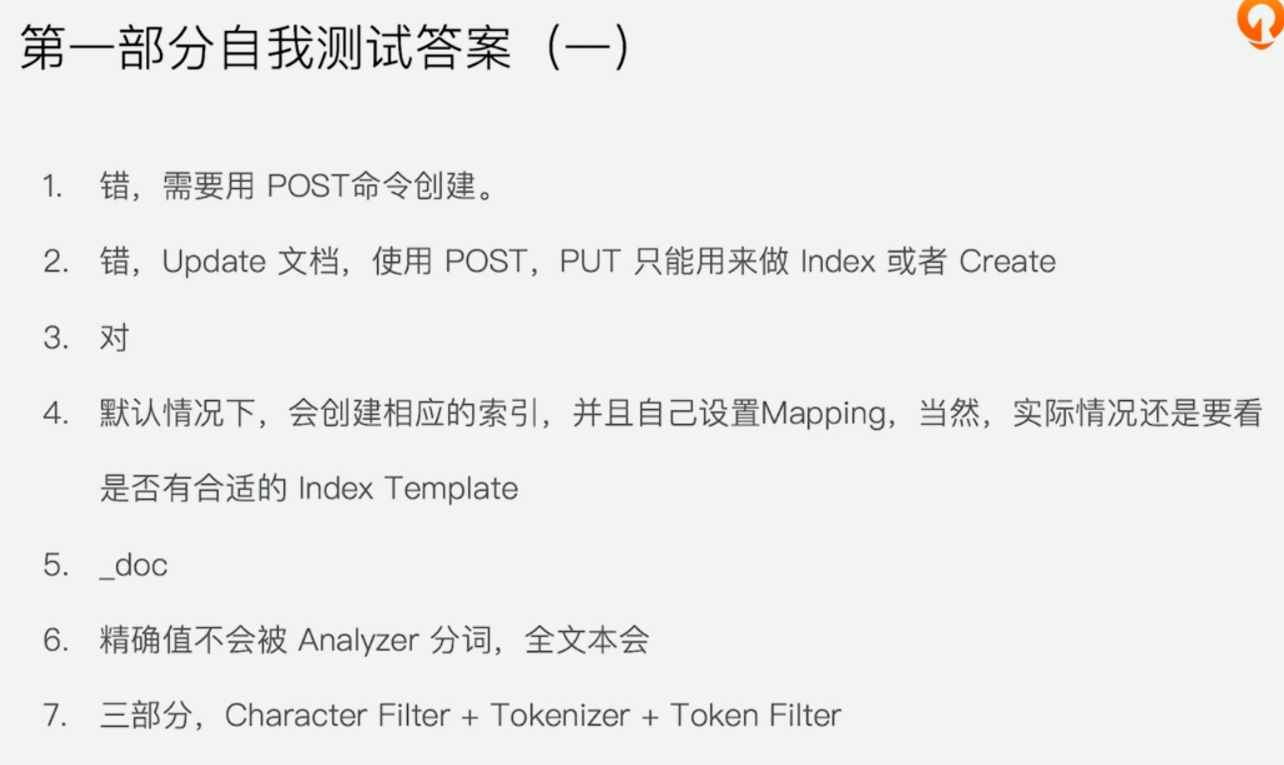 第一部分自我测试答案（一）
1. 错，需要用 POST命令创建。
2. 错，Update 文档，使用 POST，PUT 只能用来做 Index 或者 Create
3. 对
4. 默认情况下，会创建相应的索引，并且自己设置Mapping，当然，实际情况还是要看
是否有合适的 Index Template
5. _doc
6. 精确值不会被 Analyzer 分词，全文本会
7. 三部分，Character Filter + Tokenizer + Token Filter